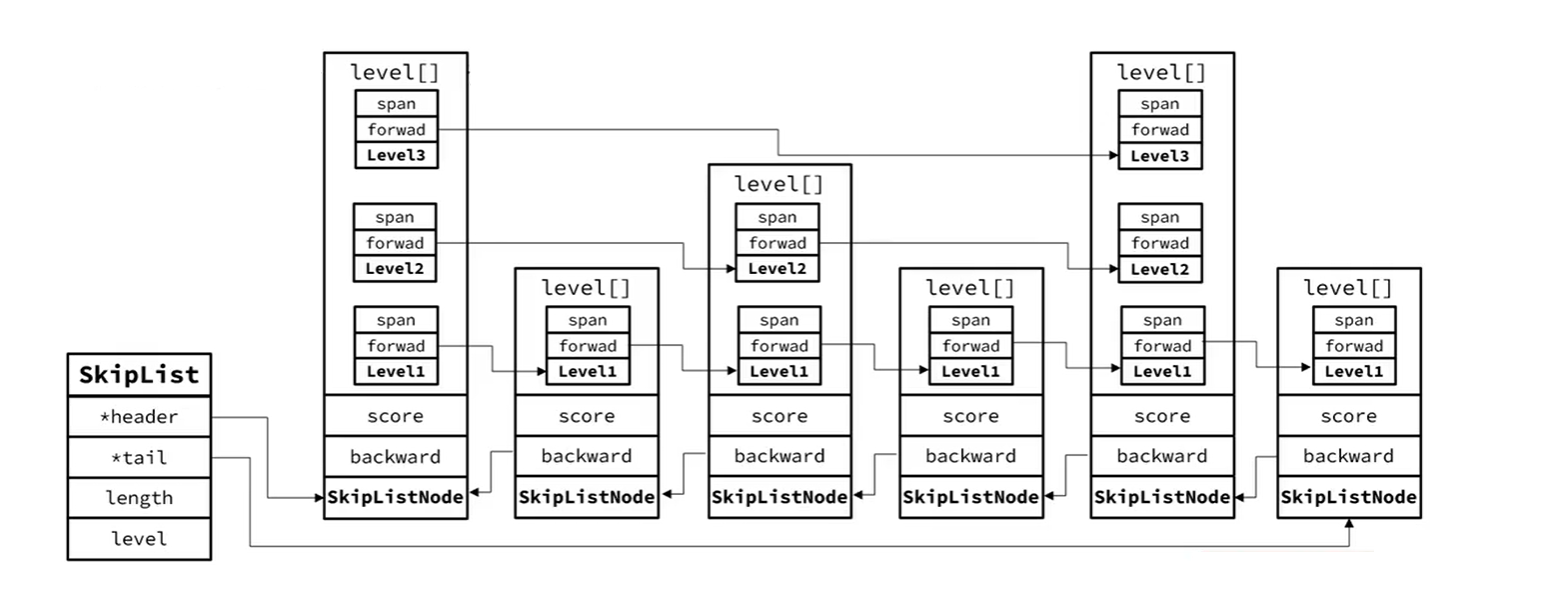 SkipList
*header
*tail
length
level
level[]
span
forwad
Level3
span
forwad
Level2
span
forwad
Level1
score
backward
SkipListNode
level[]
span
forwad
Level1
score
backward
SkipListNode
level[]
span
forwad
Level2
span
forwad
Level1
score
backward
SkipListNode
level[]
span
forwad
Level1
score
backward
SkipListNode
level[]
span
forwad
Level3
span
forwad
Level2
span
forwad
Level1
score
backward
SkipListNode
level[]
span
forwad
Level1
score
backward
SkipListNode